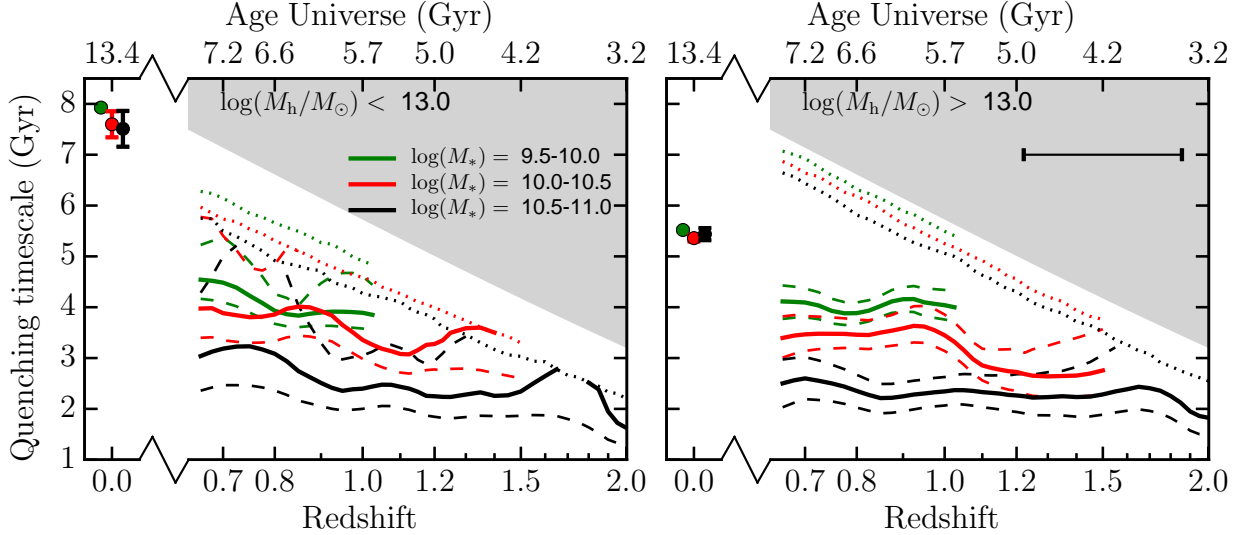 Age Universe (Gyr)
Age Universe (Gyr)
13.4 7.2 6.6 5.7 5.0 4.2 3.2
13.4 7.2 6.6 5.7 5.0 4.2 3.2
log(M_h/M_⊙) < 13.0
log(M_h/M_⊙) > 13.0
log(M_*) = 9.5-10.0
log(M_*) = 10.0-10.5
log(M_*) = 10.5-11.0
Quenching timescale (Gyr)
8
7
6
5
4
3
2
1
0.0 0.7 0.8 1.0 1.2 1.5 2.0
0.0 0.7 0.8 1.0 1.2 1.5 2.0
Redshift
Redshift